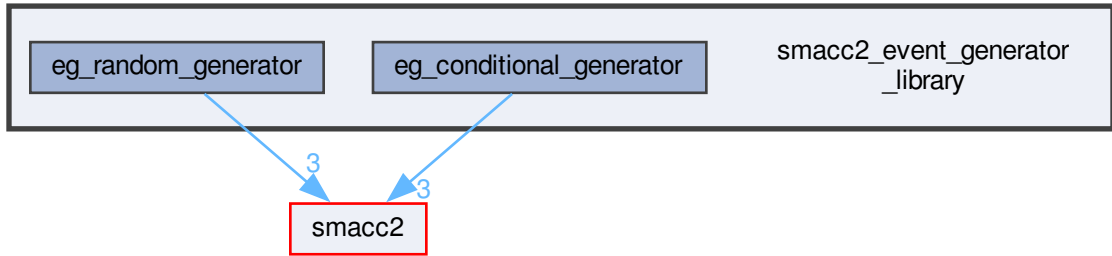 eg_random_generator
eg_conditional_generator
smacc2_event_generator
_library
3
3
smacc2